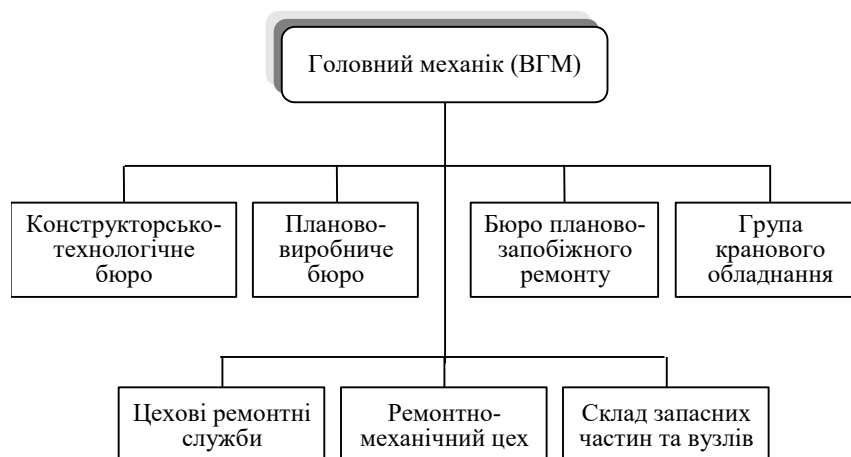 Головний механік (ВГМ)
Конструкторсько-
технологічне
бюро
Планово-
виробниче
бюро
Бюро планово-
запобіжного
ремонту
Група
кранового
обладнання
Цехові ремонтні
служби
Ремонтно-
механічний цех
Склад запасних
частин та вузлів